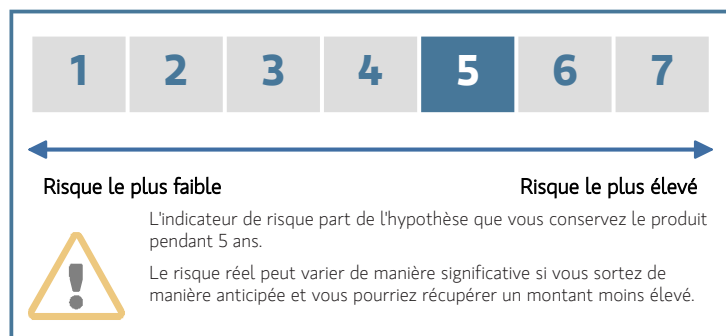 1 2 3 4 5 6 7
Risque le plus faible Risque le plus élevé
L'indicateur de risque part de l'hypothèse que vous conservez le produit
pendant 5 ans.
Le risque réel peut varier de manière significative si vous sortez de
manière anticipée et vous pourriez récupérer un montant moins élevé.